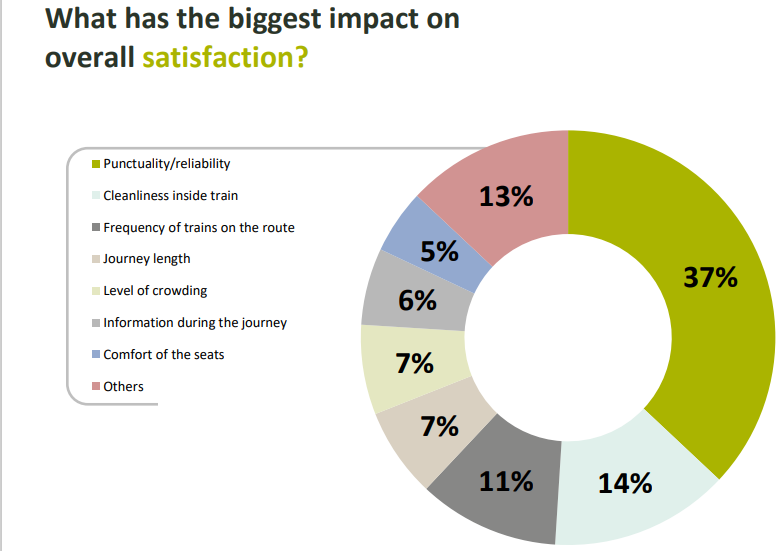 What has the biggest impact on
overall satisfaction?
Punctuality/reliability
Cleanliness inside train
Frequency of trains on the route
Journey length
Level of crowding
Information during the journey
Comfort of the seats
Others
37%
14%
11%
7%
7%
6%
5%
13%